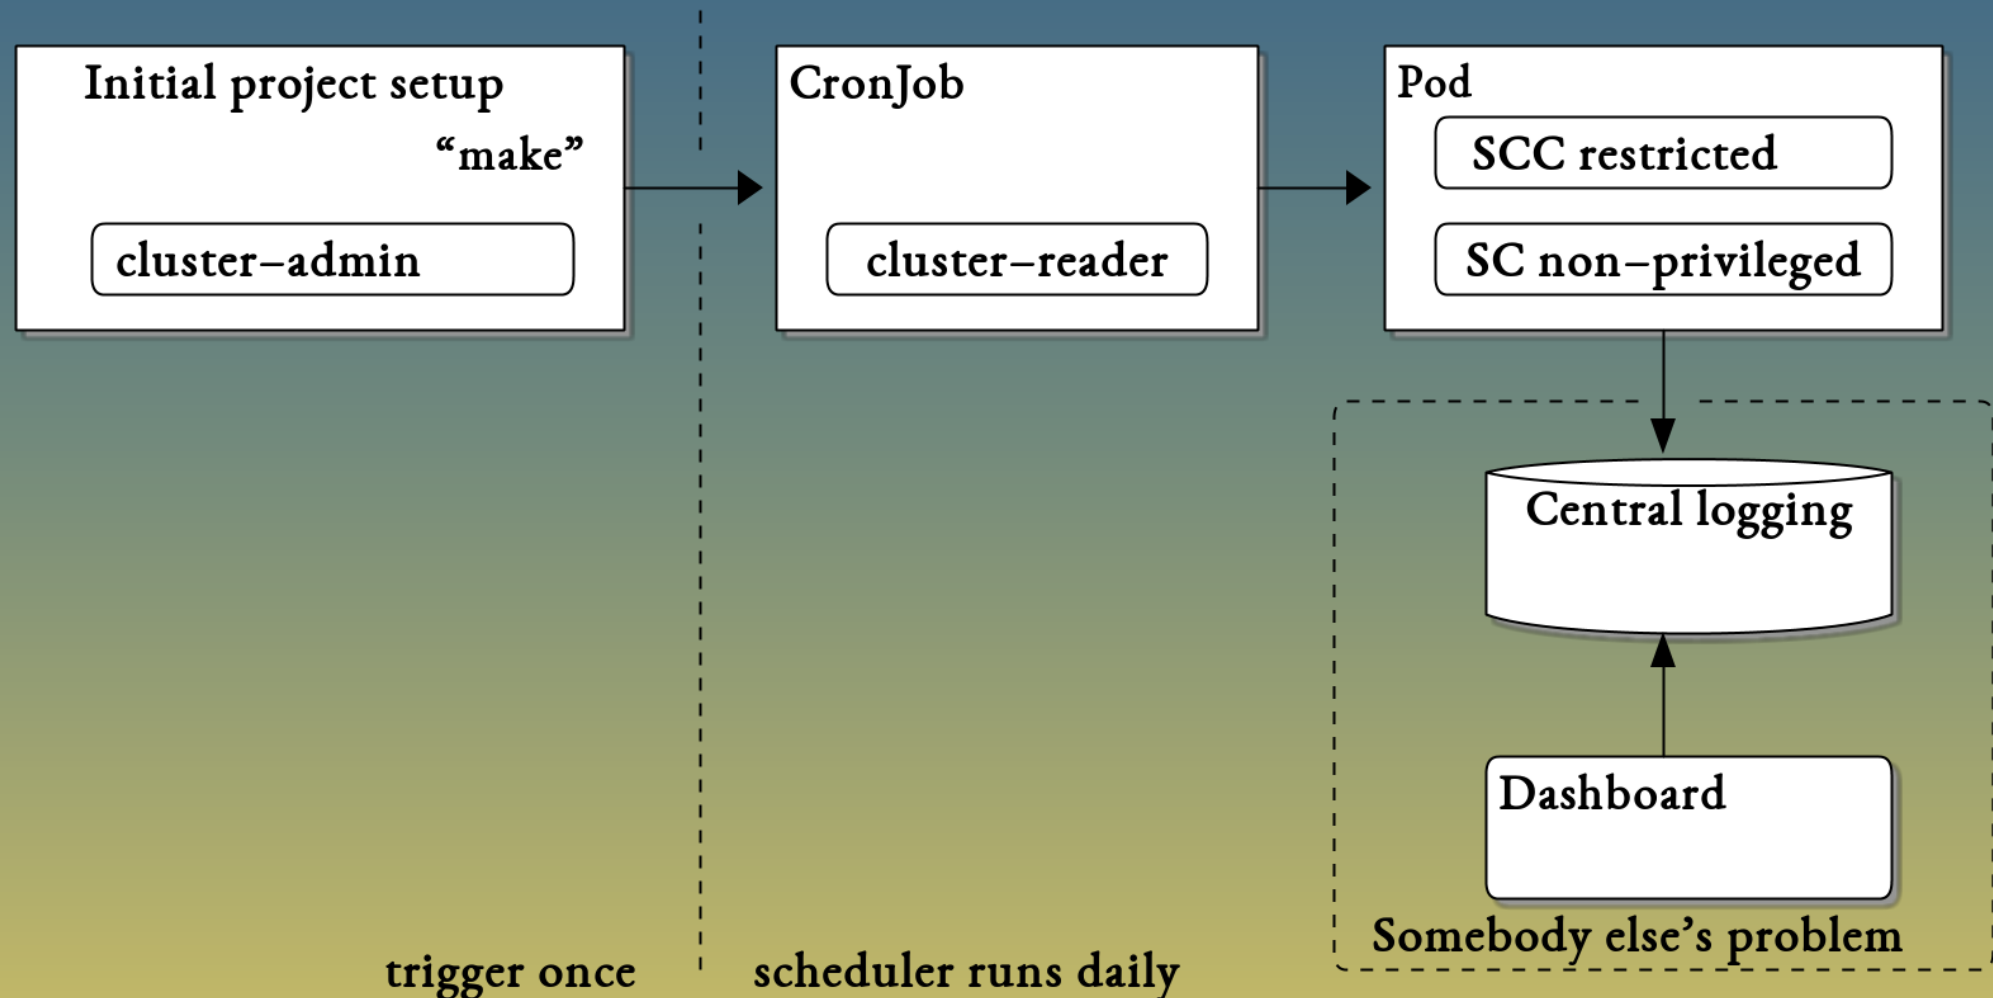 Initial project setup
“make”
cluster–admin
CronJob
cluster–reader
Pod
SCC restricted
SC non–privileged
Central logging
Dashboard
Somebody else’s problem
trigger once
scheduler runs daily